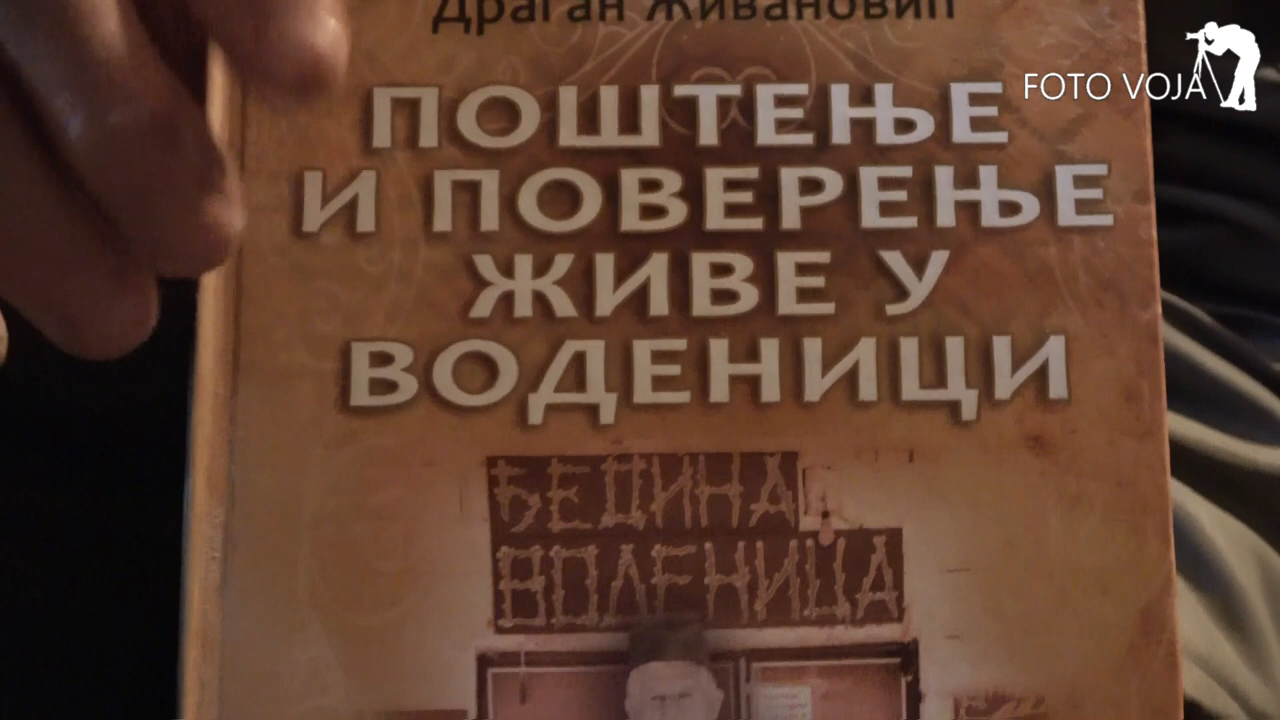 Драган Живановић
ПОШТЕЊЕ
И ПОВЕРЕЊЕ
ЖИВЕ У
ВОДЕНИЦИ
ЂЕДИНА
ВОДЕНИЦА
FOTO VOJA